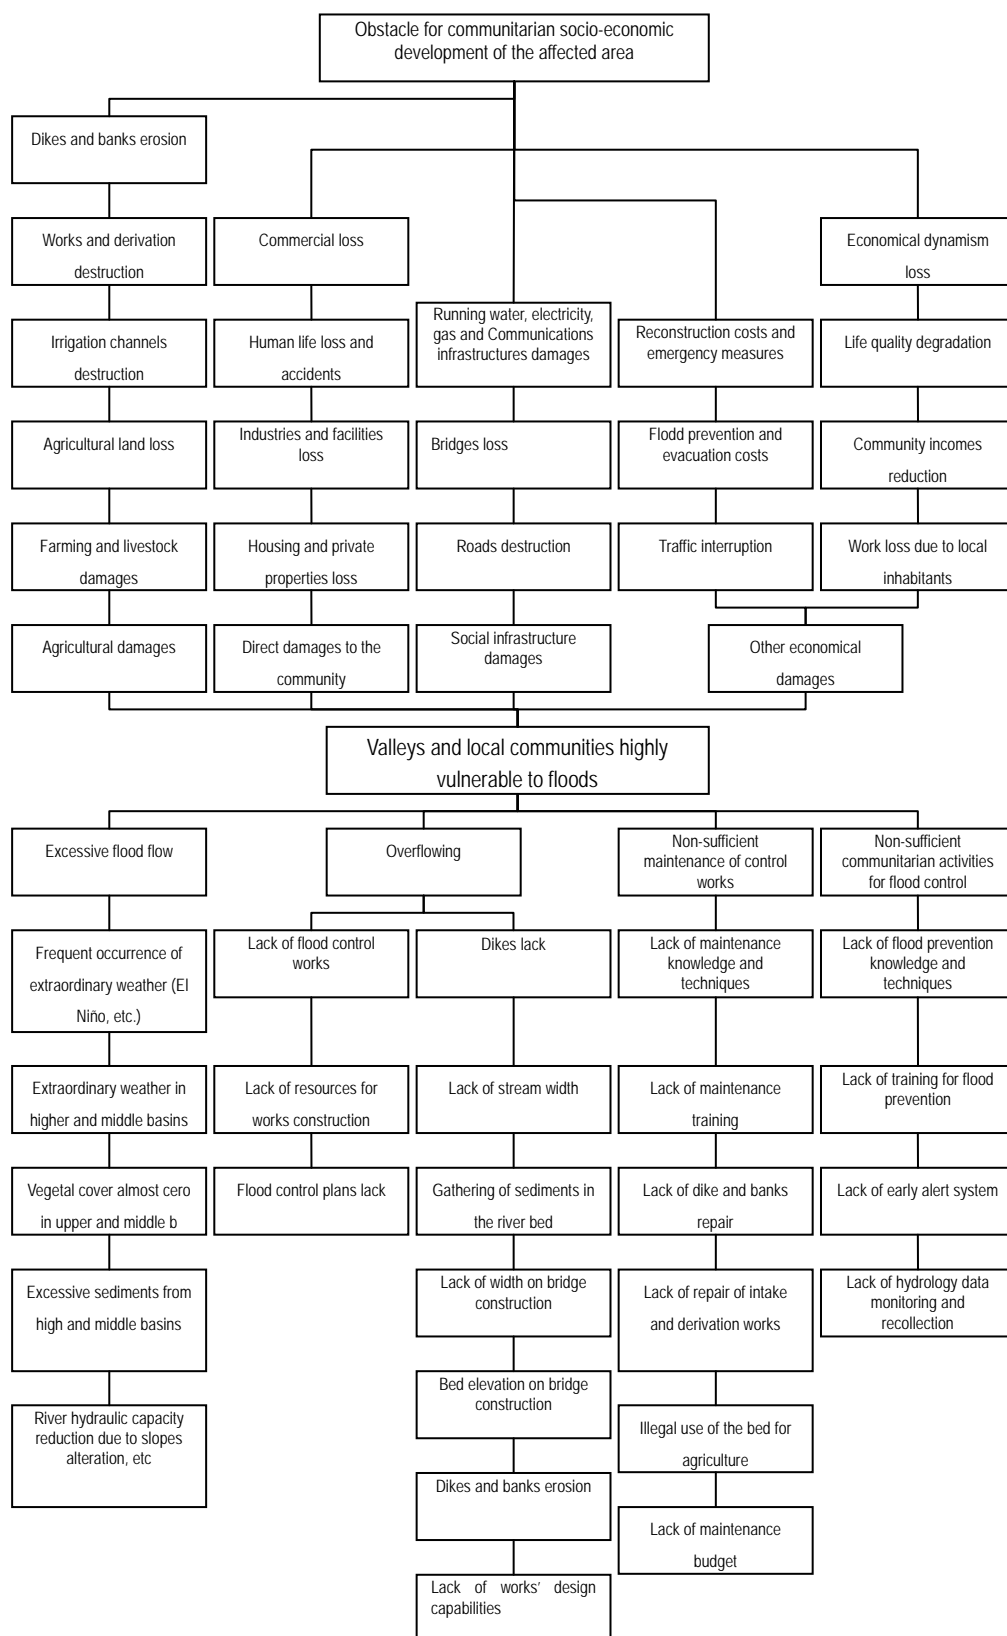 Obstacle for communitarian socio-economic
development of the affected area
Dikes and banks erosion
Works and derivation
destruction
Commercial loss
Economical dynamism
loss
Irrigation channels
destruction
Human life loss and
accidents
Running water, electricity,
gas and Communications
infrastructures damages
Reconstruction costs and
emergency measures
Life quality degradation
Agricultural land loss
Industries and facilities
loss
Bridges loss
Flodd prevention and
evacuation costs
Community incomes
reduction
Farming and livestock
damages
Housing and private
properties loss
Roads destruction
Traffic interruption
Work loss due to local
inhabitants
Agricultural damages
Direct damages to the
community
Social infrastructure
damages
Other economical
damages
Valleys and local communities highly
vulnerable to floods
Excessive flood flow
Overflowing
Non-sufficient
maintenance of control
works
Non-sufficient
communitarian activities
for flood control
Frequent occurrence of
extraordinary weather (El
Niño, etc.)
Lack of flood control
works
Dikes lack
Lack of maintenance
knowledge and
techniques
Lack of flood prevention
knowledge and
techniques
Extraordinary weather in
higher and middle basins
Lack of resources for
works construction
Lack of stream width
Lack of maintenance
training
Lack of training for flood
prevention
Vegetal cover almost cero
in upper and middle b
Flood control plans lack
Gathering of sediments in
the river bed
Lack of dike and banks
repair
Lack of early alert system
Excessive sediments from
high and middle basins
Lack of width on bridge
construction
Lack of repair of intake
and derivation works
Lack of hydrology data
monitoring and
recollection
River hydraulic capacity
reduction due to slopes
alteration, etc
Bed elevation on bridge
construction
Illegal use of the bed for
agriculture
Dikes and banks erosion
Lack of maintenance
budget
Lack of works' design
capabilities